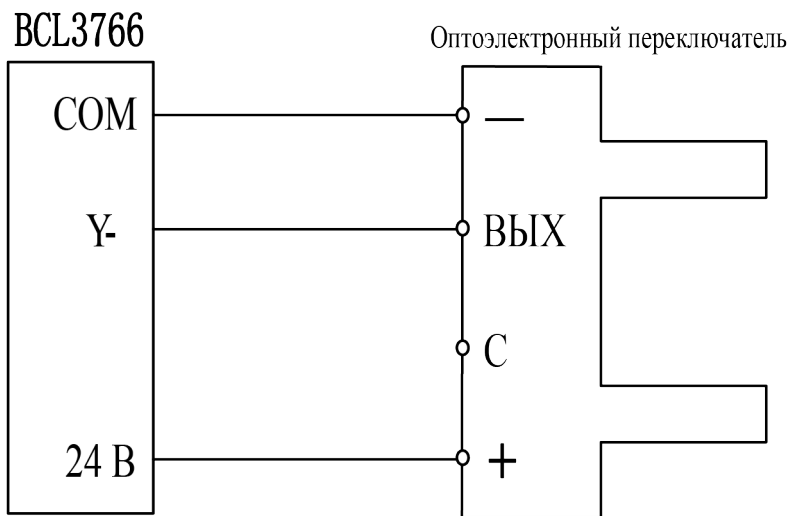 BCL3766
Оптоэлектронный переключатель
COM
—
Y-
ВЫХ
С
24 В
+